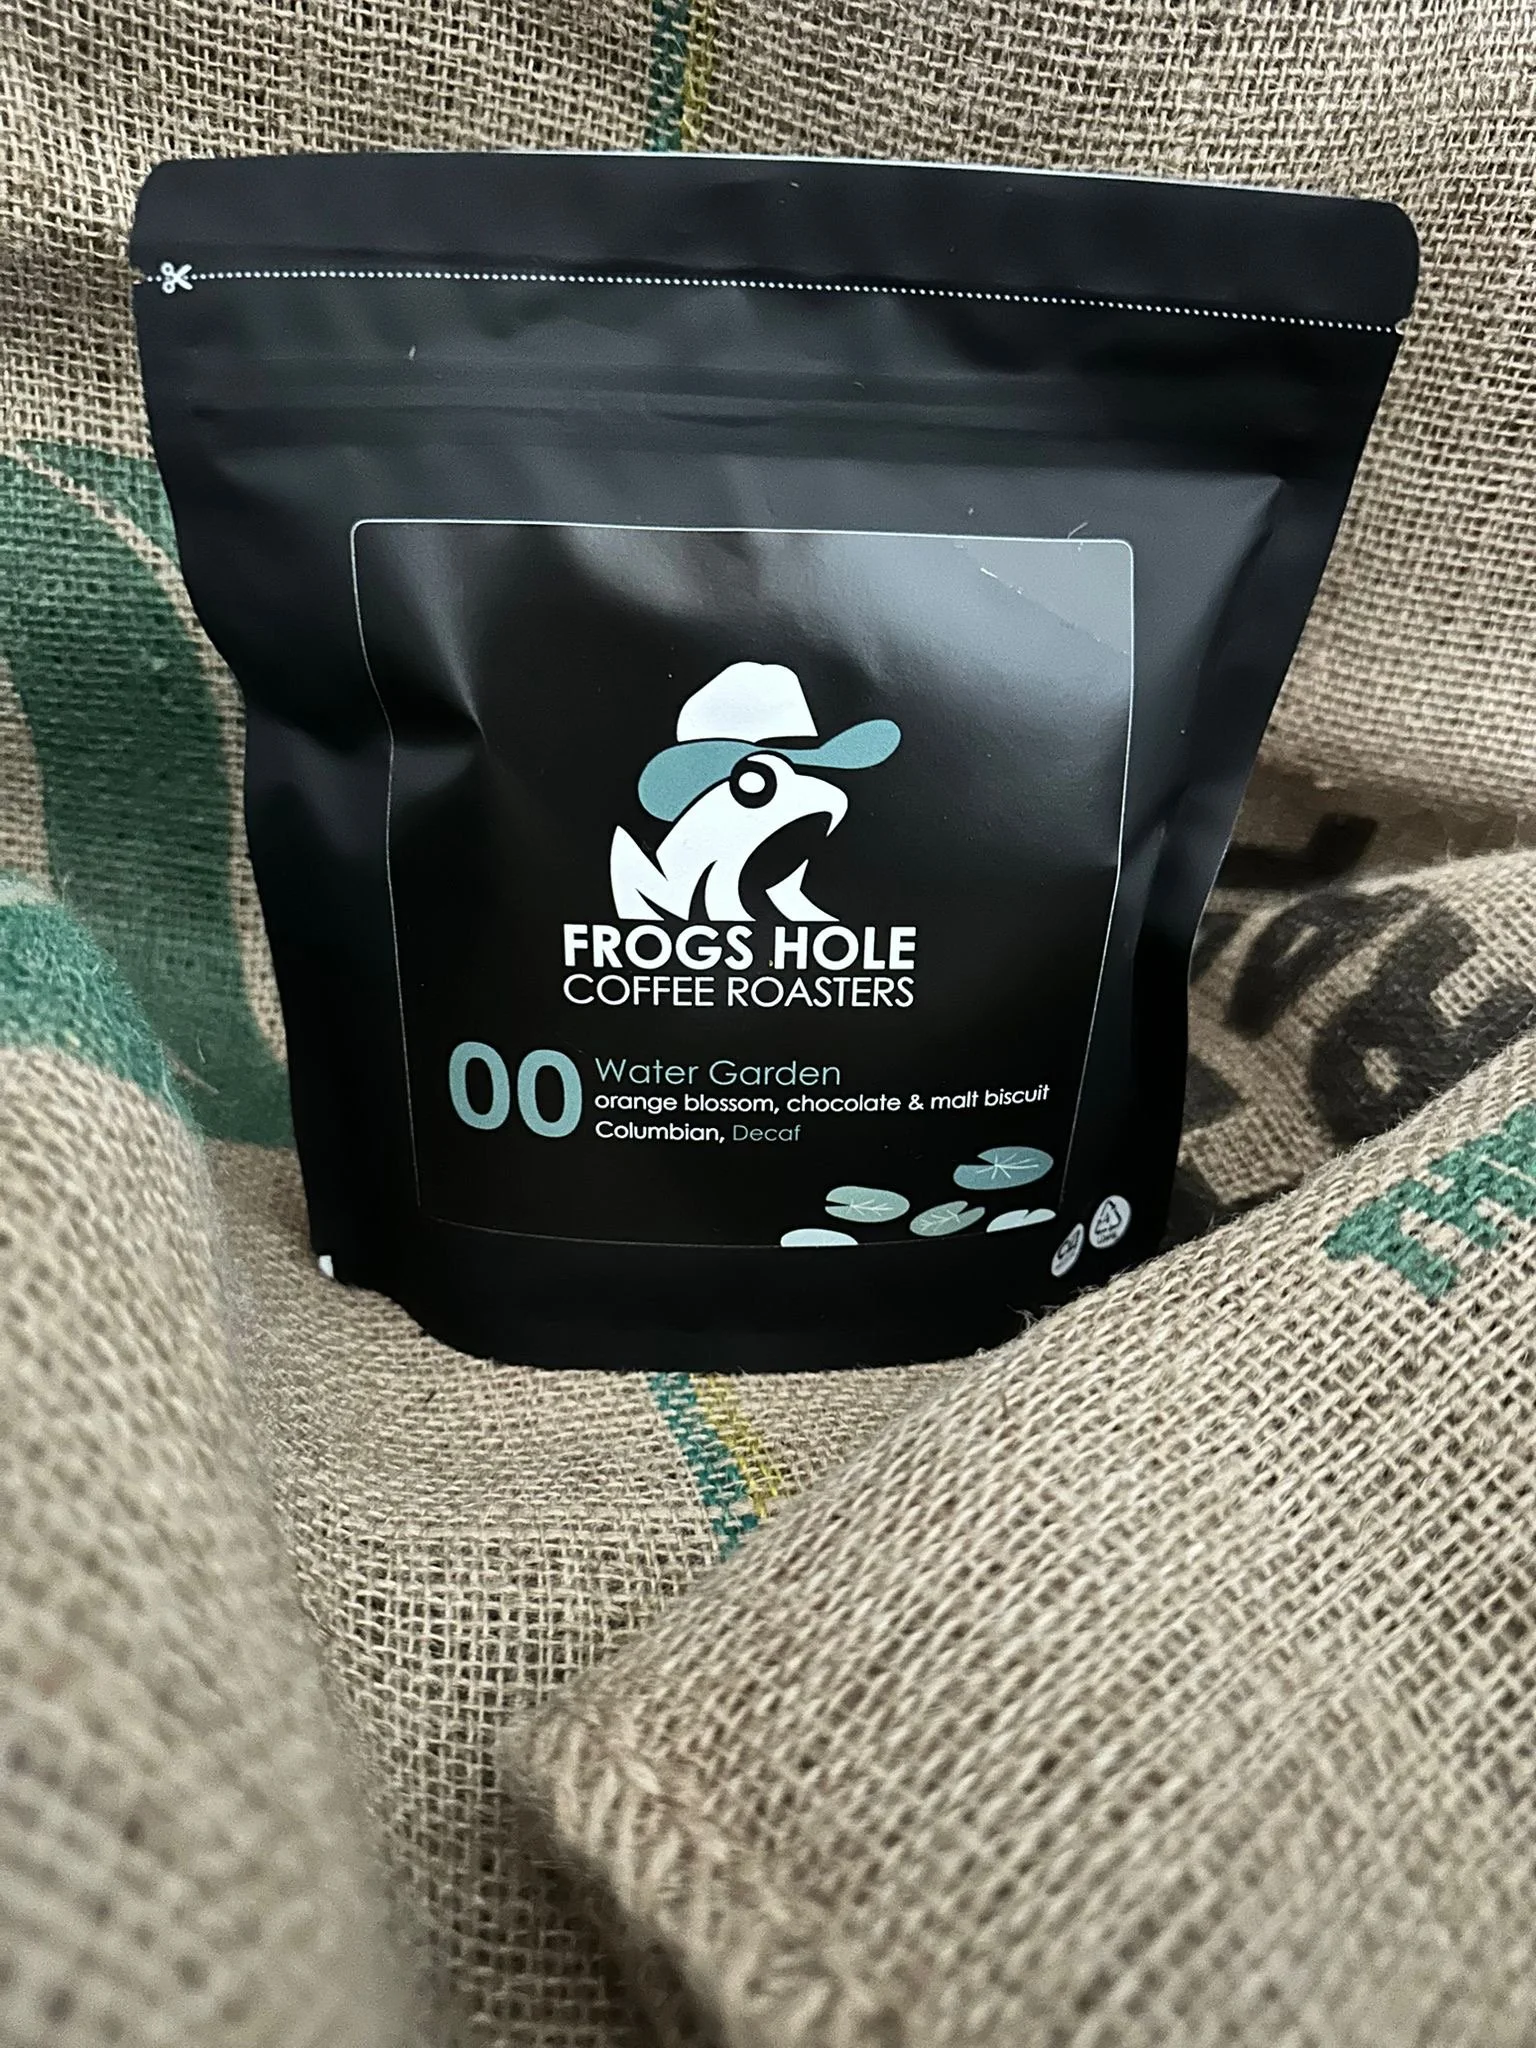 FROGS HOLE
COFFEE ROASTERS
00
Water Garden
orange blossom, chocolate & malt biscuit
Columbian, Decaf